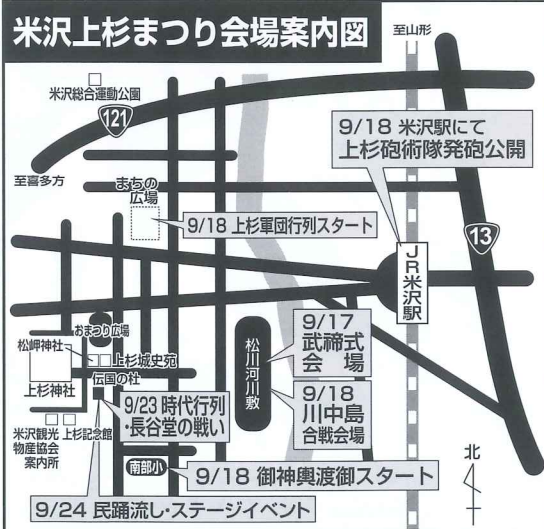 米沢上杉まつり会場案内図
至山形
米沢総合運動公園
121
9/18 米沢駅にて
上杉砲術隊発砲公開
至喜多方
まちの
広場
9/18 上杉軍団行列スタート
13
JR米沢駅
おまつり広場
松岬神社
上杉城史苑
上杉神社
伝国の杜
松川河川敷
9/17
武禘式
会場
9/18
川中島
合戦会場
9/23 時代行列
・長谷堂の戦い
米沢観光
物産協会
案内所
上杉記念館
南部小
9/18 御神輿渡御スタート
北
9/24 民踊流し・ステージイベント